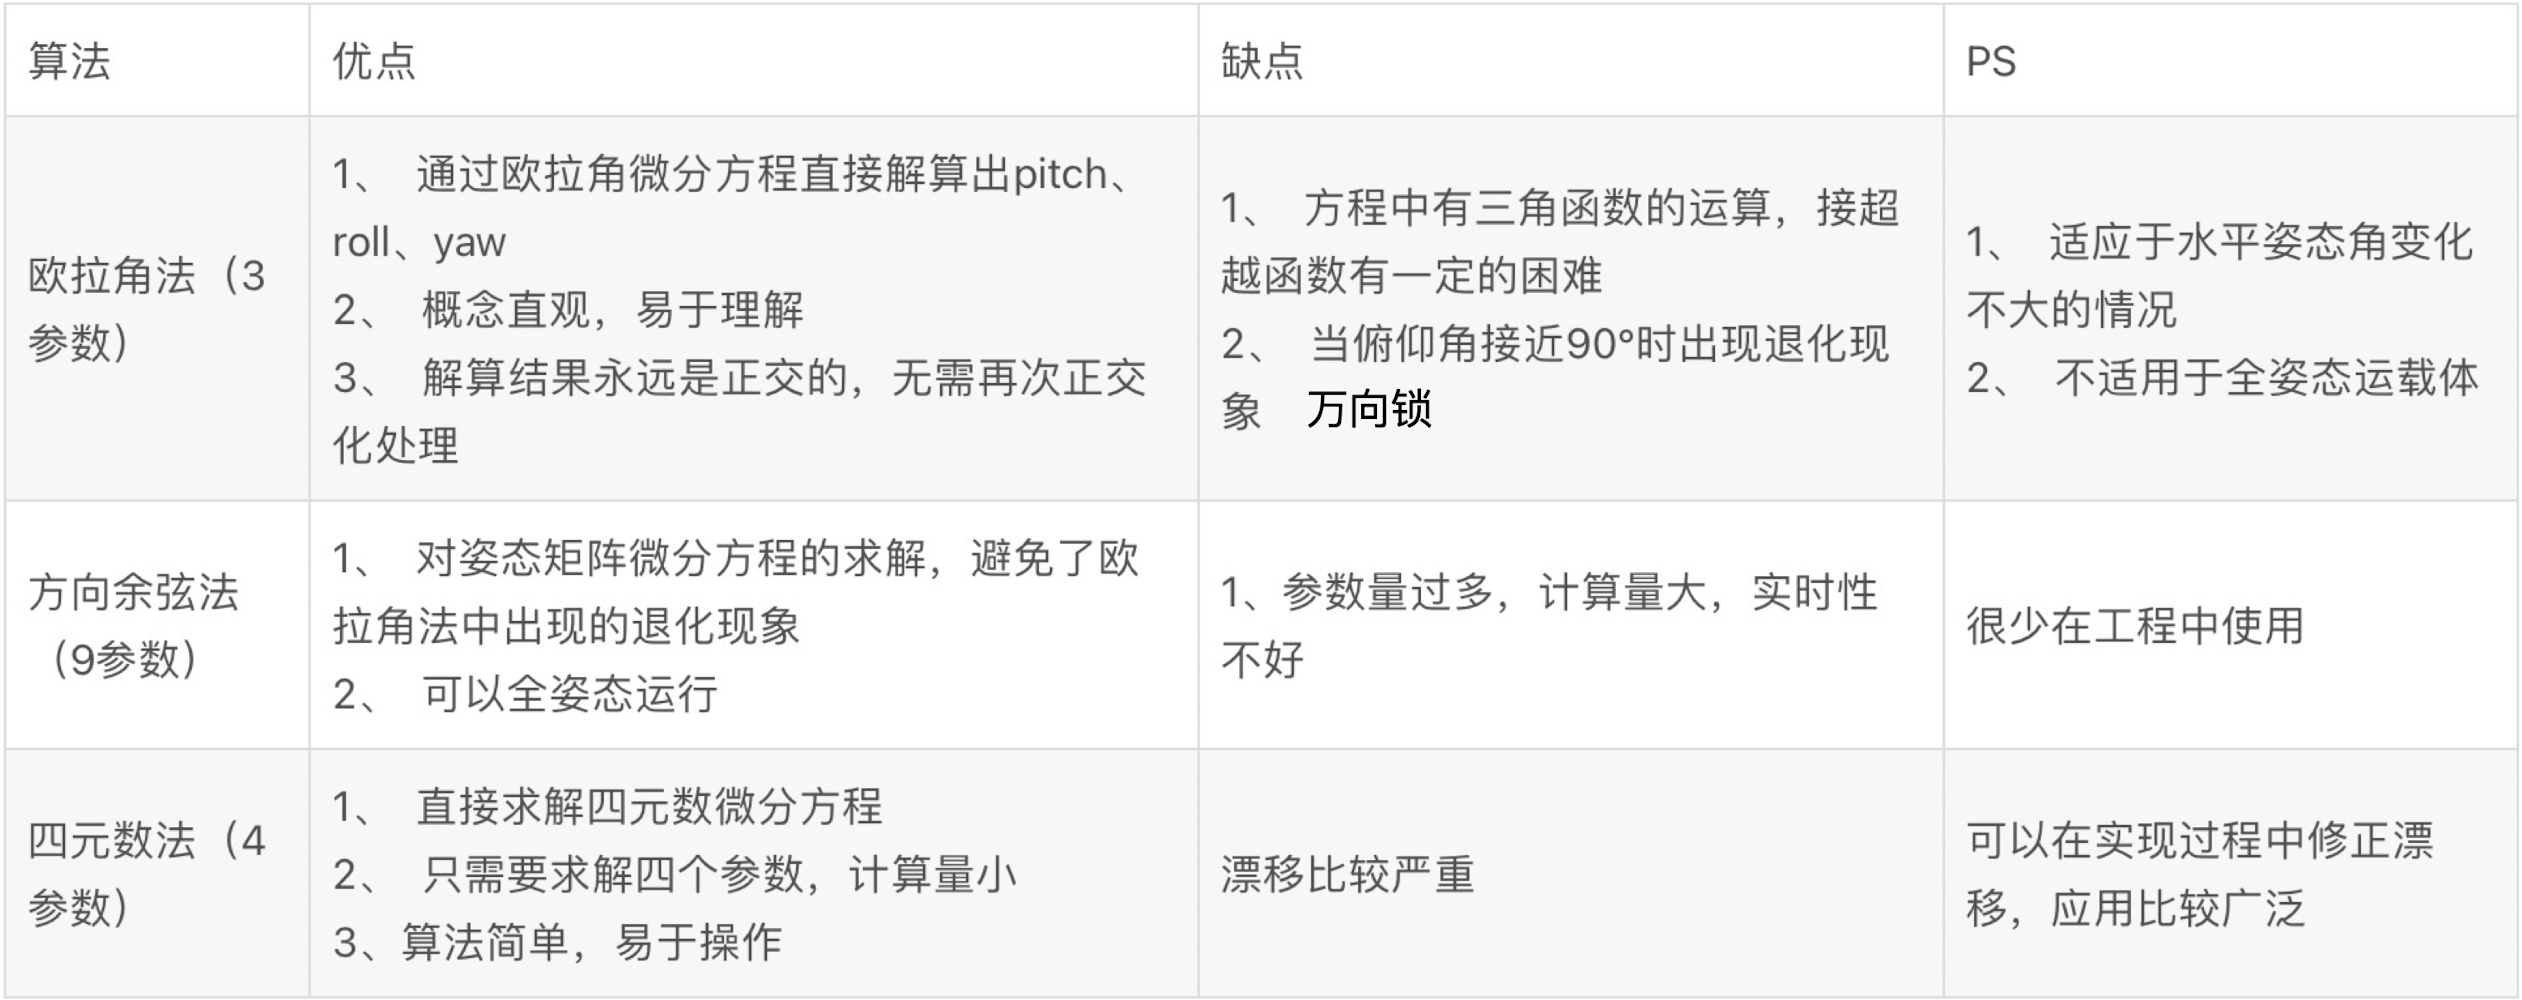 算法
优点
缺点
PS
欧拉角法（3
参数）
1、 通过欧拉角微分方程直接解算出pitch、
roll、yaw
2、 概念直观，易于理解
3、 解算结果永远是正交的，无需再次正交
化处理
1、 方程中有三角函数的运算，接超
越函数有一定的困难
2、 当俯仰角接近90°时出现退化现
象 万向锁
1、 适应于水平姿态角变化
不大的情况
2、 不适用于全姿态运载体
方向余弦法
（9参数）
1、 对姿态矩阵微分方程的求解，避免了欧
拉角法中出现的退化现象
2、 可以全姿态运行
1、参数量过多，计算量大，实时性
不好
很少在工程中使用
四元数法（4
参数）
1、 直接求解四元数微分方程
2、 只需要求解四个参数，计算量小
3、算法简单，易于操作
漂移比较严重
可以在实现过程中修正漂
移，应用比较广泛